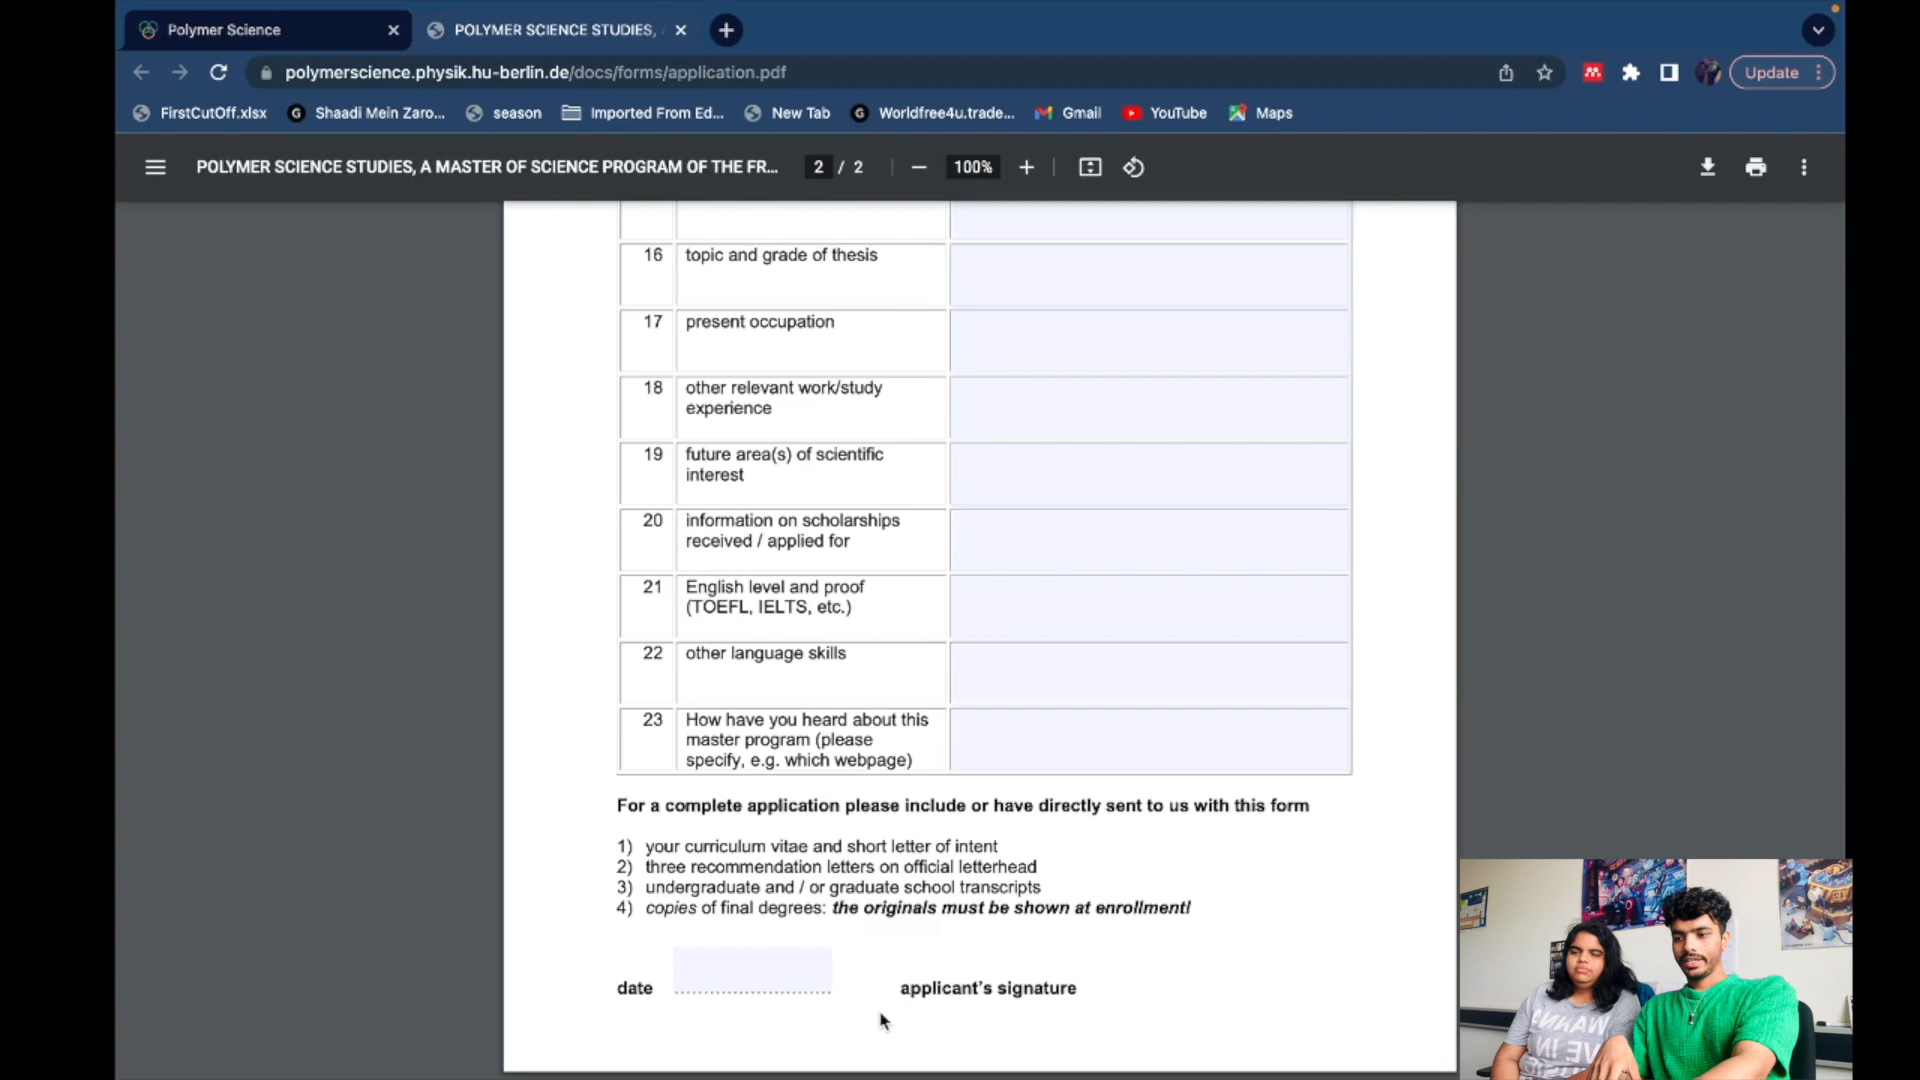 Polymer Science
POLYMER SCIENCE STUDIES,
polymerscience.physik.hu-berlin.de/docs/forms/application.pdf
Update
FirstCutOff.xlsx
Shaadi Mein Zaro...
season
Imported From Ed...
New Tab
Worldfree4u.trade...
Gmail
YouTube
Maps
POLYMER SCIENCE STUDIES, A MASTER OF SCIENCE PROGRAM OF THE FR...
2 / 2
100%
16 topic and grade of thesis
17 present occupation
18 other relevant work/study
experience
19 future area(s) of scientific
interest
20 information on scholarships
received / applied for
21 English level and proof
(TOEFL, IELTS, etc.)
22 other language skills
23 How have you heard about this
master program (please
specify, e.g. which webpage)
For a complete application please include or have directly sent to us with this form
1) your curriculum vitae and short letter of intent
2) three recommendation letters on official letterhead
3) undergraduate and / or graduate school transcripts
4) copies of final degrees: the originals must be shown at enrollment!
date
applicant's signature